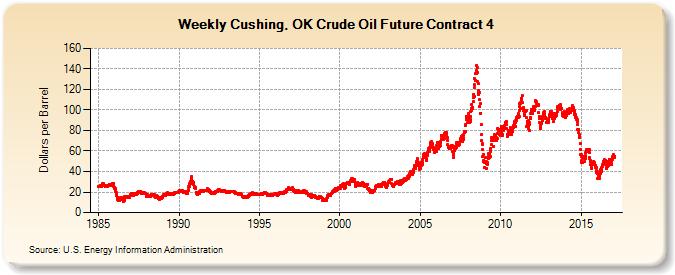 Weekly Cushing, OK Crude Oil Future Contract 4
Dollars per Barrel
160
140
120
100
80
60
40
20
0
1985 1990 1995 2000 2005 2010 2015
Source: U.S. Energy Information Administration